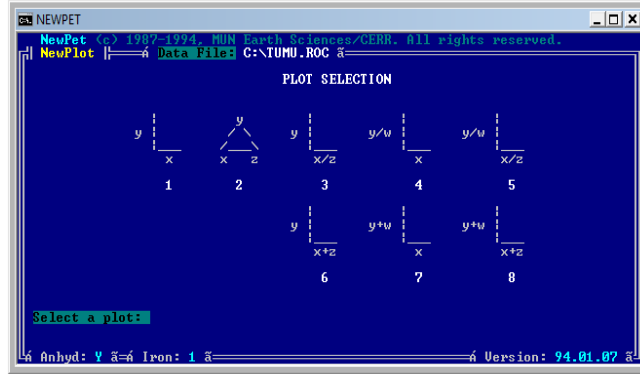 NEWPET
NewPet (c) 1987-1994, MUN Earth Sciences/CERR. All rights reserved.
NewPlot á Data File: C:\TUMU.ROC ã
PLOT SELECTION
y y y y/w y/w
x x z x/z x x/z
1 2 3 4 5
y y+w y+w
x+z x x+z
6 7 8
Select a plot:
á Anhyd: Y ã á Iron: 1 ã á Version: 94.01.07 ã